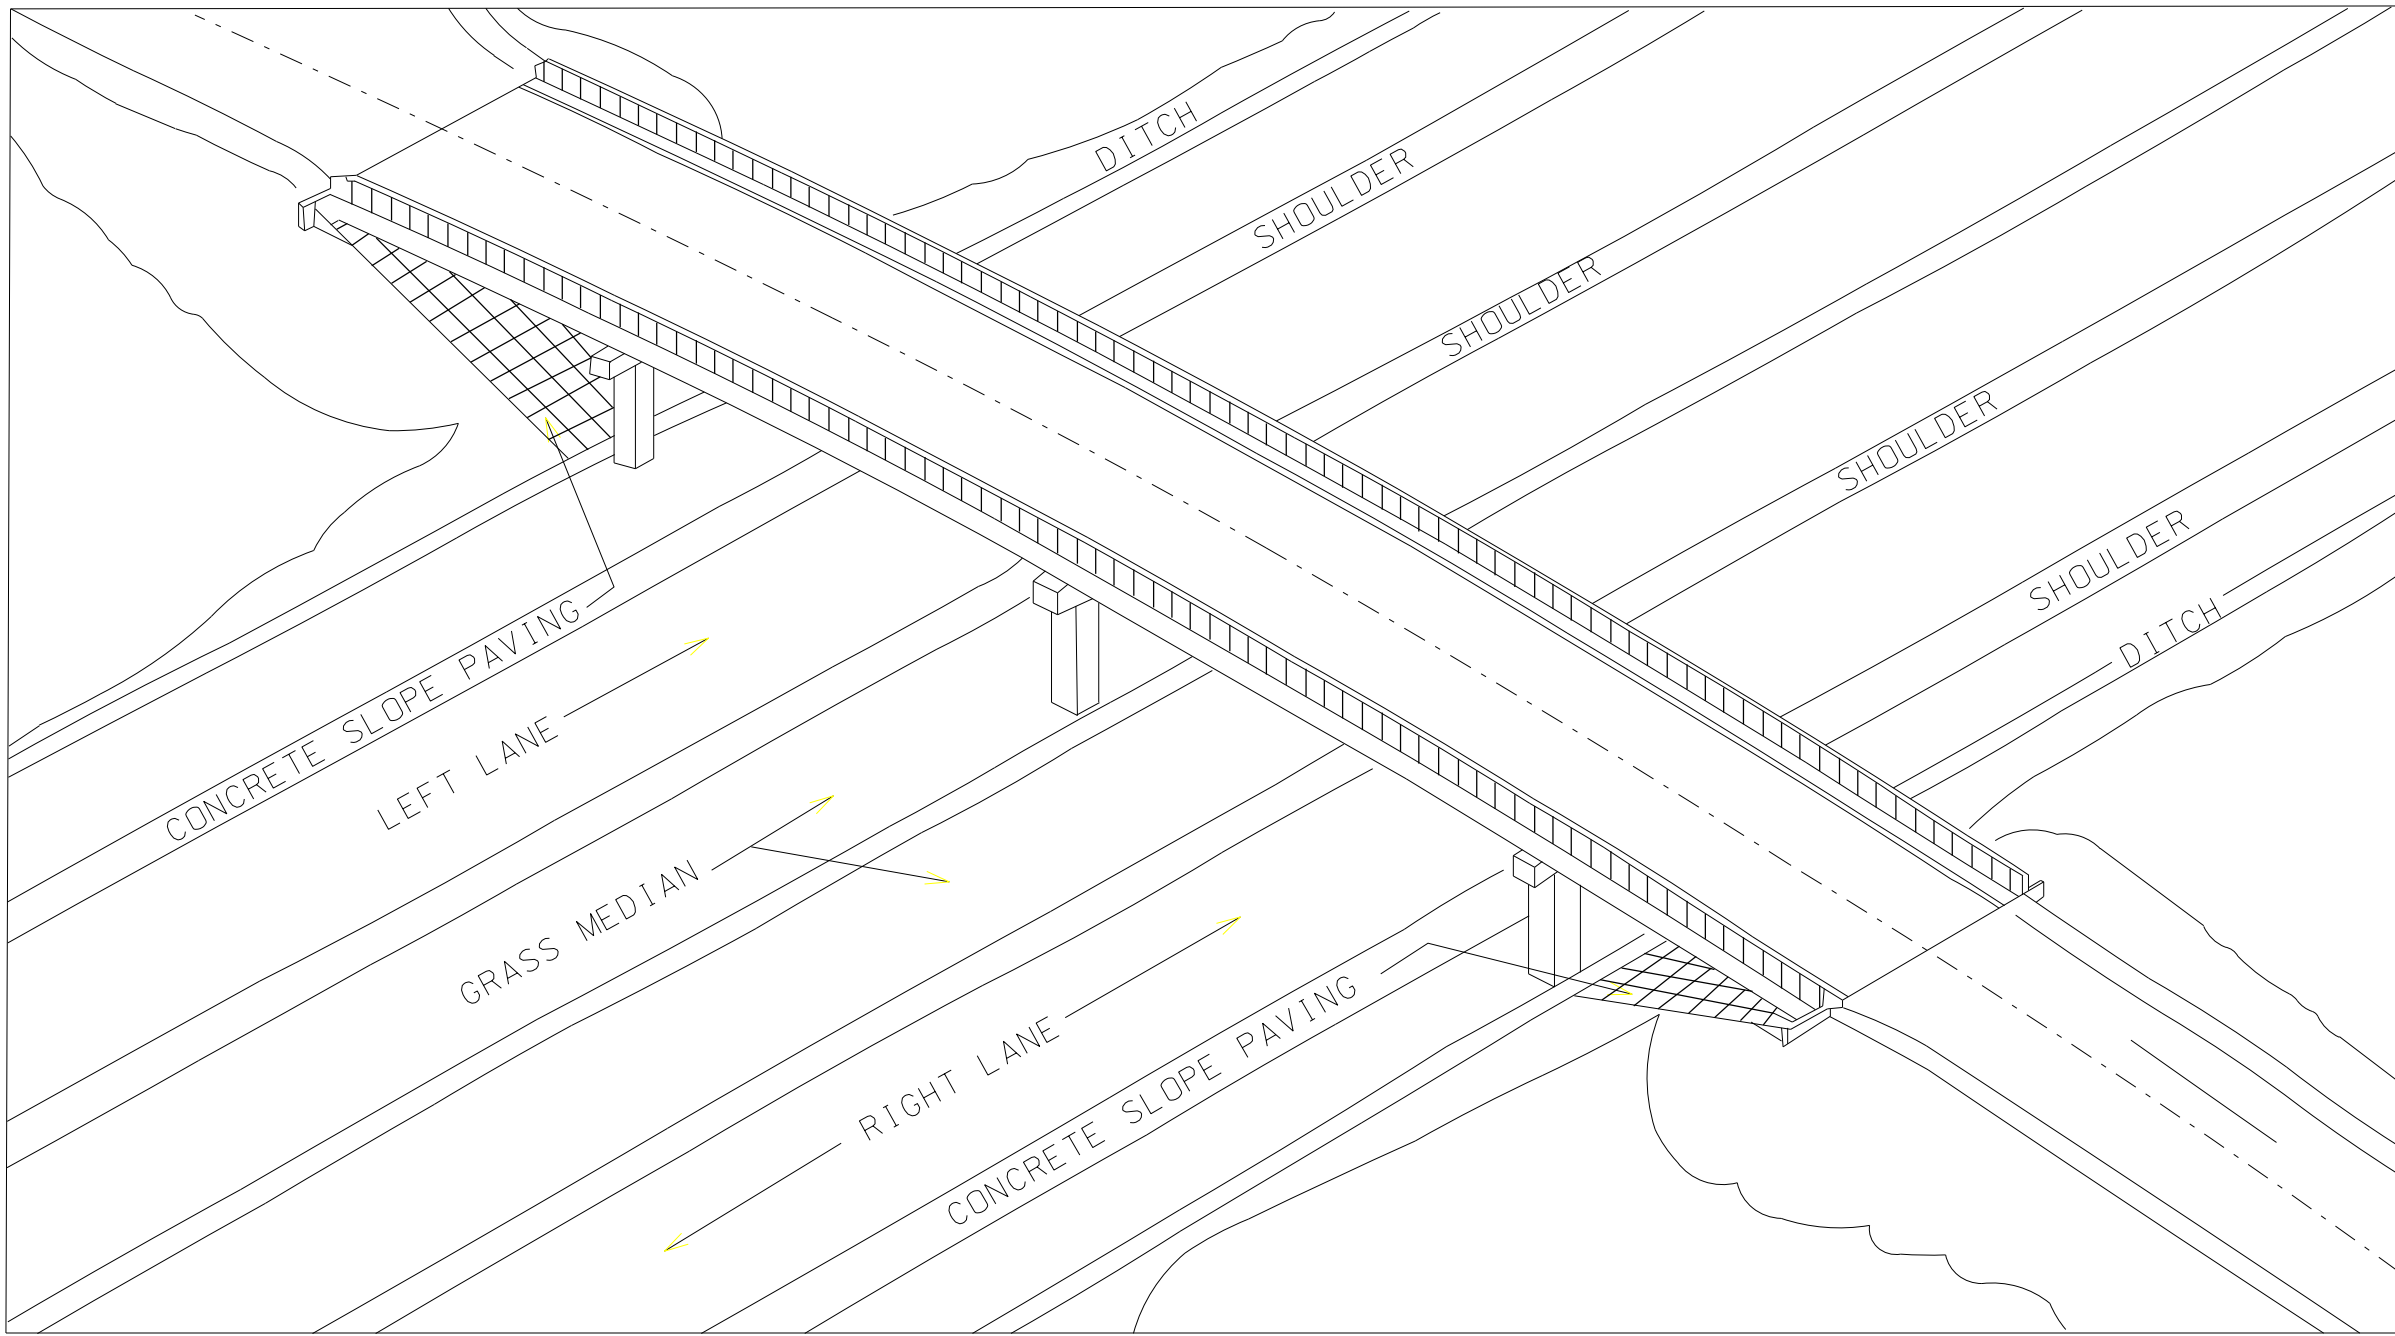 DITCH
SHOULDER
SHOULDER
SHOULDER
SHOULDER
DITCH
CONCRETE SLOPE PAVING
LEFT LANE
GRASS MEDIAN
RIGHT LANE
CONCRETE SLOPE PAVING